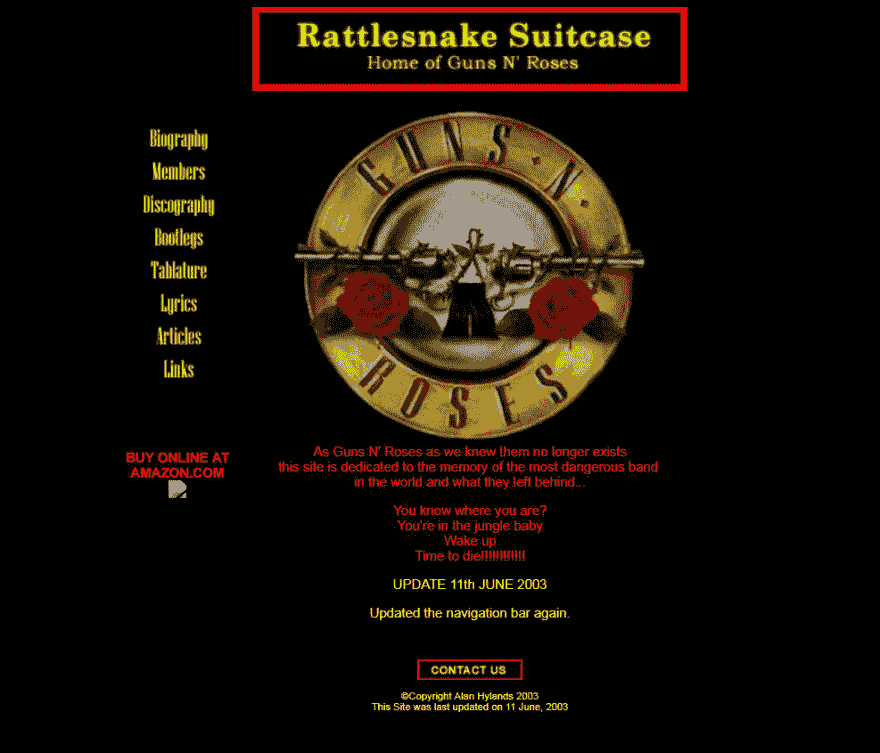 Rattlesnake Suitcase
Home of Guns N' Roses
Biography
Members
Discography
Bootlegs
Tablature
Lyrics
Articles
Links
BUY ONLINE AT
AMAZON.COM
GUNS N'
ROSES
As Guns N' Roses as we knew them no longer exists
this site is dedicated to the memory of the most dangerous band
in the world and what they left behind...
You know where you are?
You're in the jungle baby
Wake up
Time to die!!!!!!!!!!!!
UPDATE 11th JUNE 2003
Updated the navigation bar again.
CONTACT US
©Copyright Alan Hylands 2003
This Site was last updated on 11 June, 2003